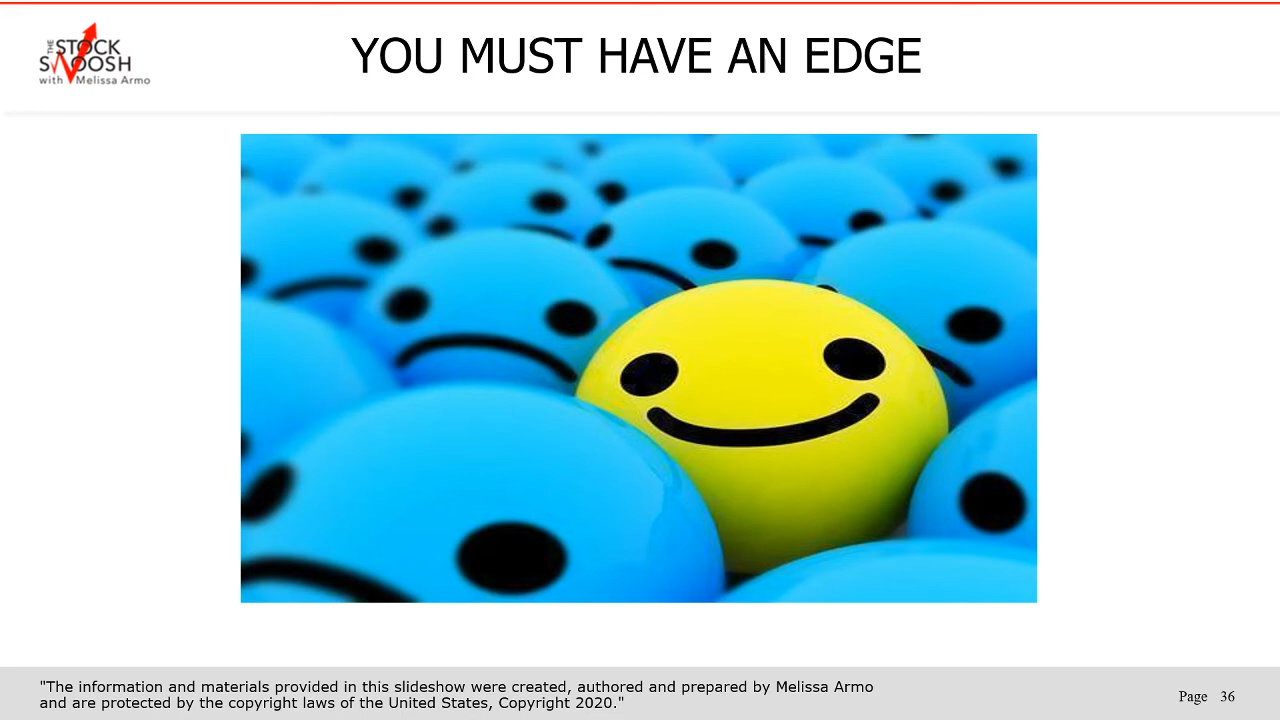 THE
STOCK
SWOOSH
with Melissa Armo
YOU MUST HAVE AN EDGE
"The information and materials provided in this slideshow were created, authored and prepared by Melissa Armo
and are protected by the copyright laws of the United States, Copyright 2020."
Page 36